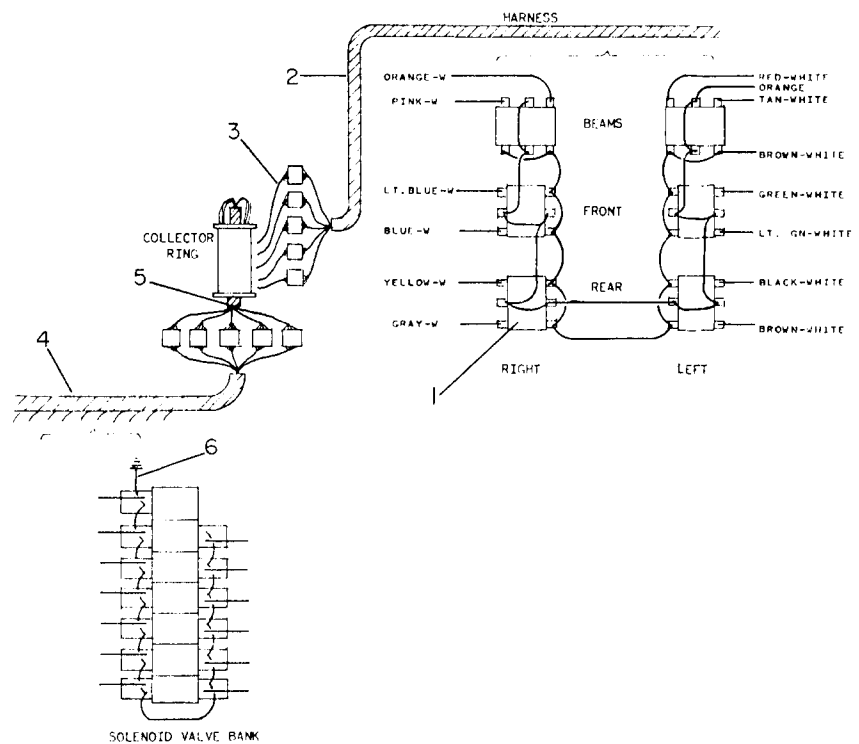 HARNESS
2
ORANGE-W
RED-WHITE
ORANGE
PINK-W
TAN-WHITE
BEAMS
3
BROWN-WHITE
LT.BLUE-W
GREEN-WHITE
FRONT
COLLECTOR
RING
BLUE-W
LT. GN-WHITE
5
YELLOW-W
REAR
BLACK-WHITE
GRAY-W
BROWN-WHITE
4
RIGHT
LEFT
1
6
SOLENOID VALVE BANK